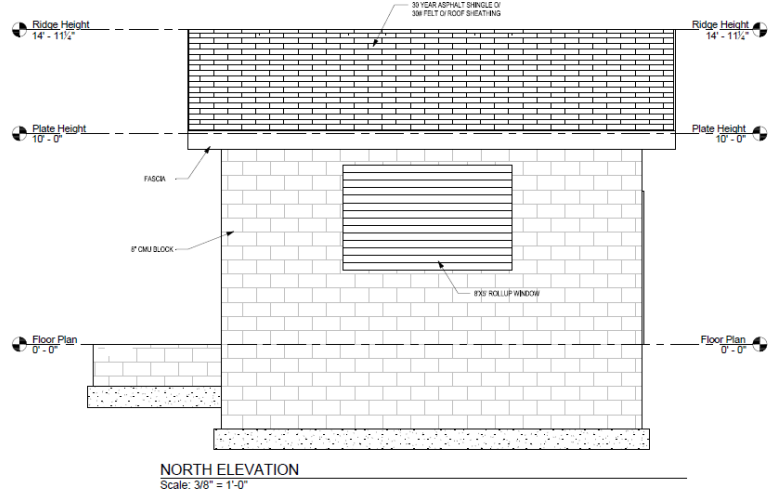 30 YEAR ASPHALT SHINGLE O/
30# FELT O/ ROOF SHEATHING
Ridge Height
14' - 11¼"
Ridge Height
14' - 11¼"
Plate Height
10' - 0"
Plate Height
10' - 0"
FASCIA
8" CMU BLOCK
8'X5' ROLLUP WINDOW
Floor Plan
0' - 0"
Floor Plan
0' - 0"
NORTH ELEVATION
Scale: 3/8" = 1'-0"